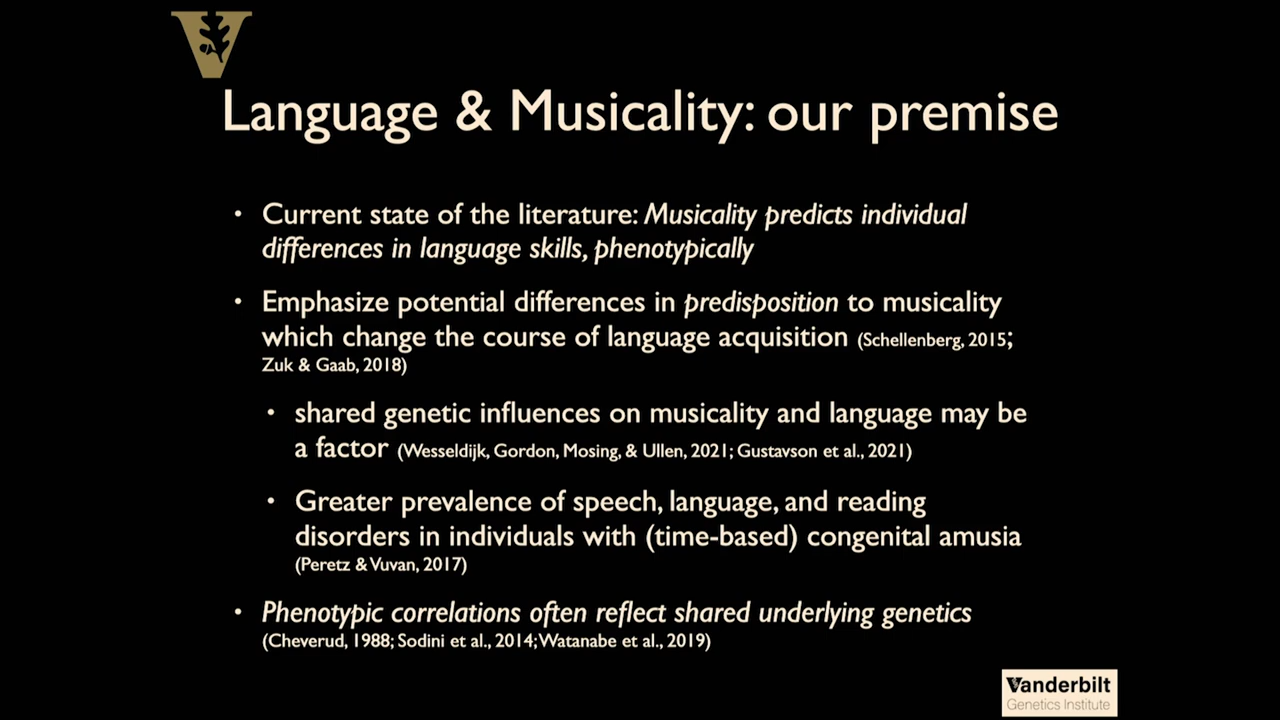 Language & Musicality: our premise
• Current state of the literature: Musicality predicts individual
differences in language skills, phenotypically
• Emphasize potential differences in predisposition to musicality
which change the course of language acquisition (Schellenberg, 2015;
Zuk & Gaab, 2018)
• shared genetic influences on musicality and language may be
a factor (Wesseldijk, Gordon, Mosing, & Ullen, 2021; Gustavson et al., 2021)
• Greater prevalence of speech, language, and reading
disorders in individuals with (time-based) congenital amusia
(Peretz & Vuvan, 2017)
• Phenotypic correlations often reflect shared underlying genetics
(Cheverud, 1988; Sodini et al., 2014; Watanabe et al., 2019)
Vanderbilt
Genetics Institute